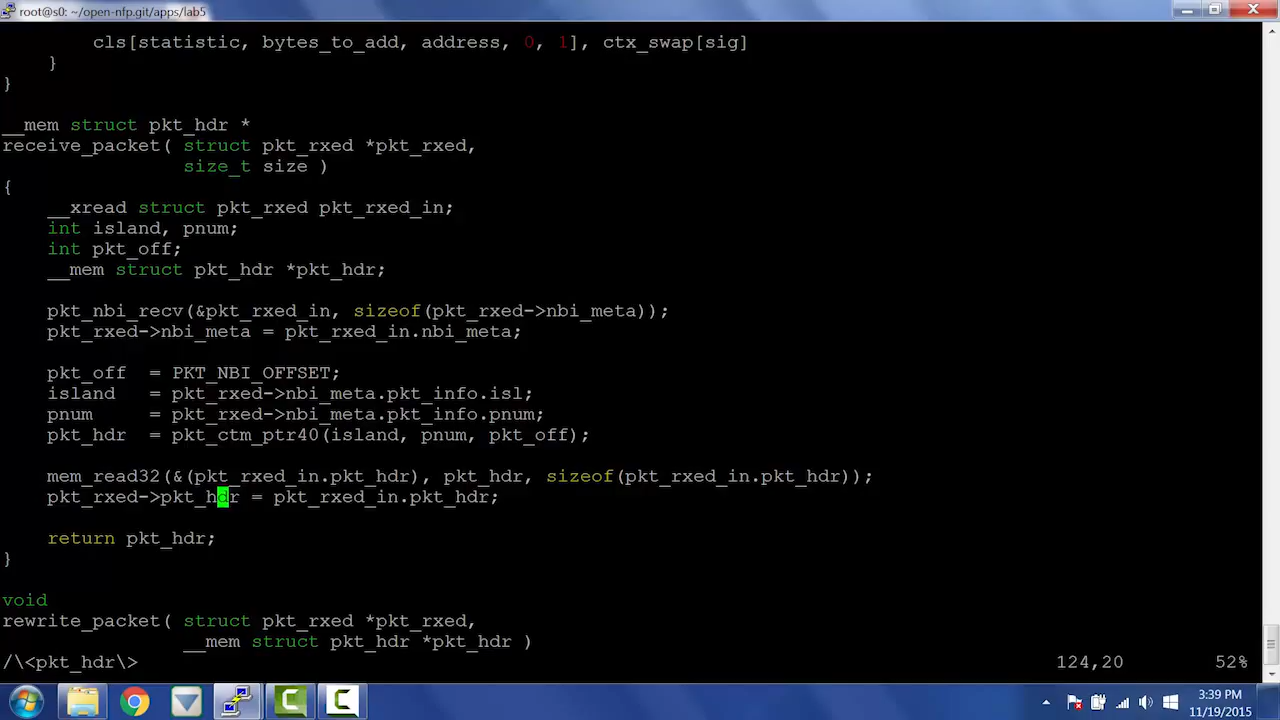 root@s0: ~/open-nfp.git/apps/lab5
cls[statistic, bytes_to_add, address, 0, 1], ctx_swap[sig]
}
}
__mem struct pkt_hdr *
receive_packet( struct pkt_rxed *pkt_rxed,
size_t size )
{
__xread struct pkt_rxed pkt_rxed_in;
int island, pnum;
int pkt_off;
__mem struct pkt_hdr *pkt_hdr;
pkt_nbi_recv(&pkt_rxed_in, sizeof(pkt_rxed->nbi_meta));
pkt_rxed->nbi_meta = pkt_rxed_in.nbi_meta;
pkt_off  = PKT_NBI_OFFSET;
island   = pkt_rxed->nbi_meta.pkt_info.isl;
pnum     = pkt_rxed->nbi_meta.pkt_info.pnum;
pkt_hdr  = pkt_ctm_ptr40(island, pnum, pkt_off);
mem_read32(&(pkt_rxed_in.pkt_hdr), pkt_hdr, sizeof(pkt_rxed_in.pkt_hdr));
pkt_rxed->pkt_hdr = pkt_rxed_in.pkt_hdr;
return pkt_hdr;
}
void
rewrite_packet( struct pkt_rxed *pkt_rxed,
__mem struct pkt_hdr *pkt_hdr )
/\<pkt_hdr\> 124,20 52%
3:39 PM
11/19/2015